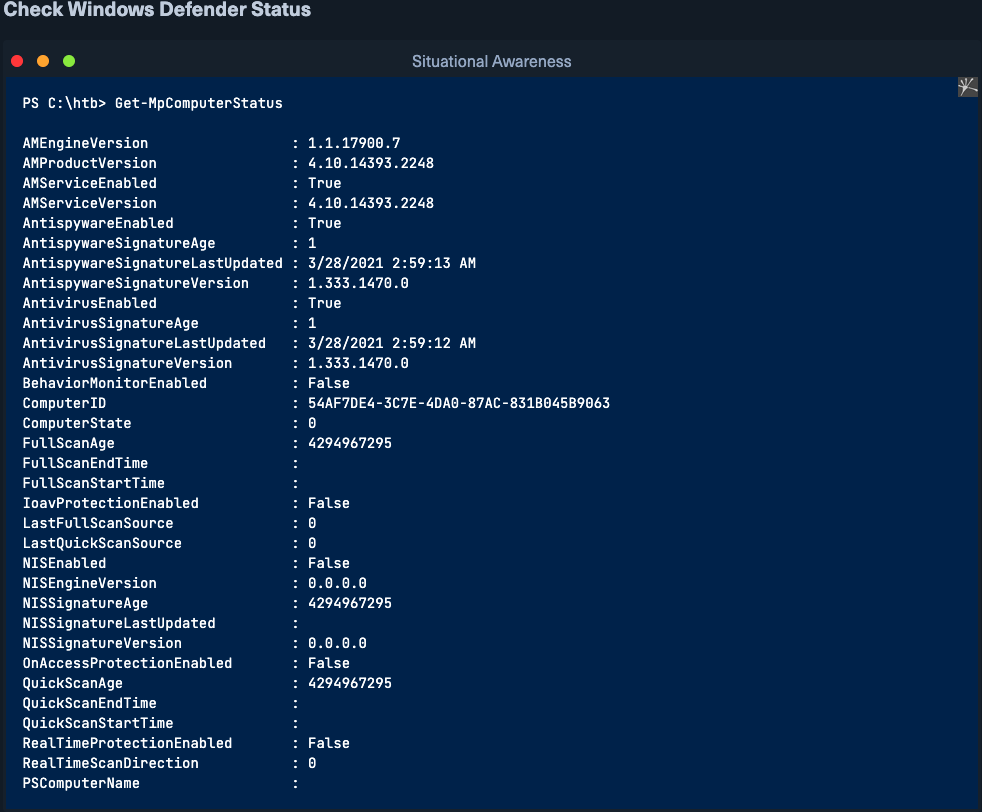 Check Windows Defender Status
Situational Awareness
PS C:\htb> Get-MpComputerStatus
AMEngineVersion : 1.1.17900.7
AMProductVersion : 4.10.14393.2248
AMServiceEnabled : True
AMServiceVersion : 4.10.14393.2248
AntispywareEnabled : True
AntispywareSignatureAge : 1
AntispywareSignatureLastUpdated : 3/28/2021 2:59:13 AM
AntispywareSignatureVersion : 1.333.1470.0
AntivirusEnabled : True
AntivirusSignatureAge : 1
AntivirusSignatureLastUpdated : 3/28/2021 2:59:12 AM
AntivirusSignatureVersion : 1.333.1470.0
BehaviorMonitorEnabled : False
ComputerID : 54AF7DE4-3C7E-4DA0-87AC-831B045B9063
ComputerState : 0
FullScanAge : 4294967295
FullScanEndTime :
FullScanStartTime :
IoavProtectionEnabled : False
LastFullScanSource : 0
LastQuickScanSource : 0
NISEnabled : False
NISEngineVersion : 0.0.0.0
NISSignatureAge : 4294967295
NISSignatureLastUpdated :
NISSignatureVersion : 0.0.0.0
OnAccessProtectionEnabled : False
QuickScanAge : 4294967295
QuickScanEndTime :
QuickScanStartTime :
RealTimeProtectionEnabled : False
RealTimeScanDirection : 0
PSComputerName :